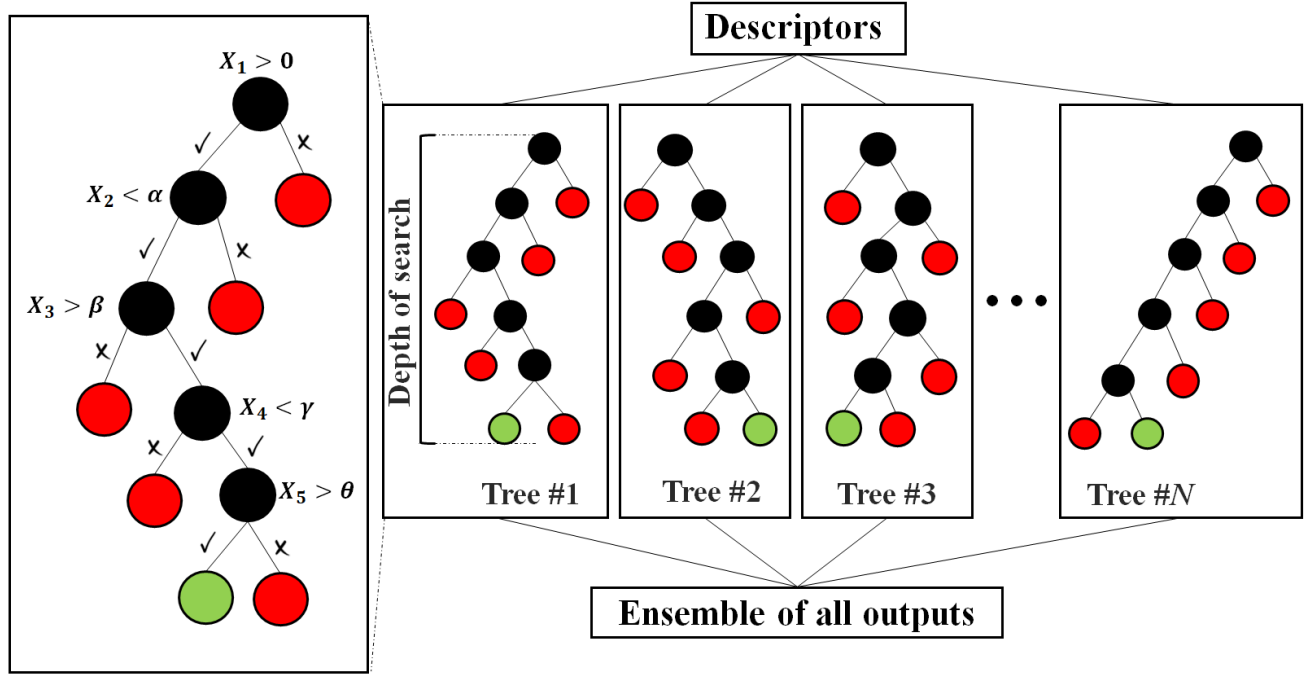 X₁ > 0
X₂ < α
X₃ > β
X₄ < γ
X₅ > θ
Descriptors
Depth of search
Tree #1
Tree #2
Tree #3
Tree #N
Ensemble of all outputs